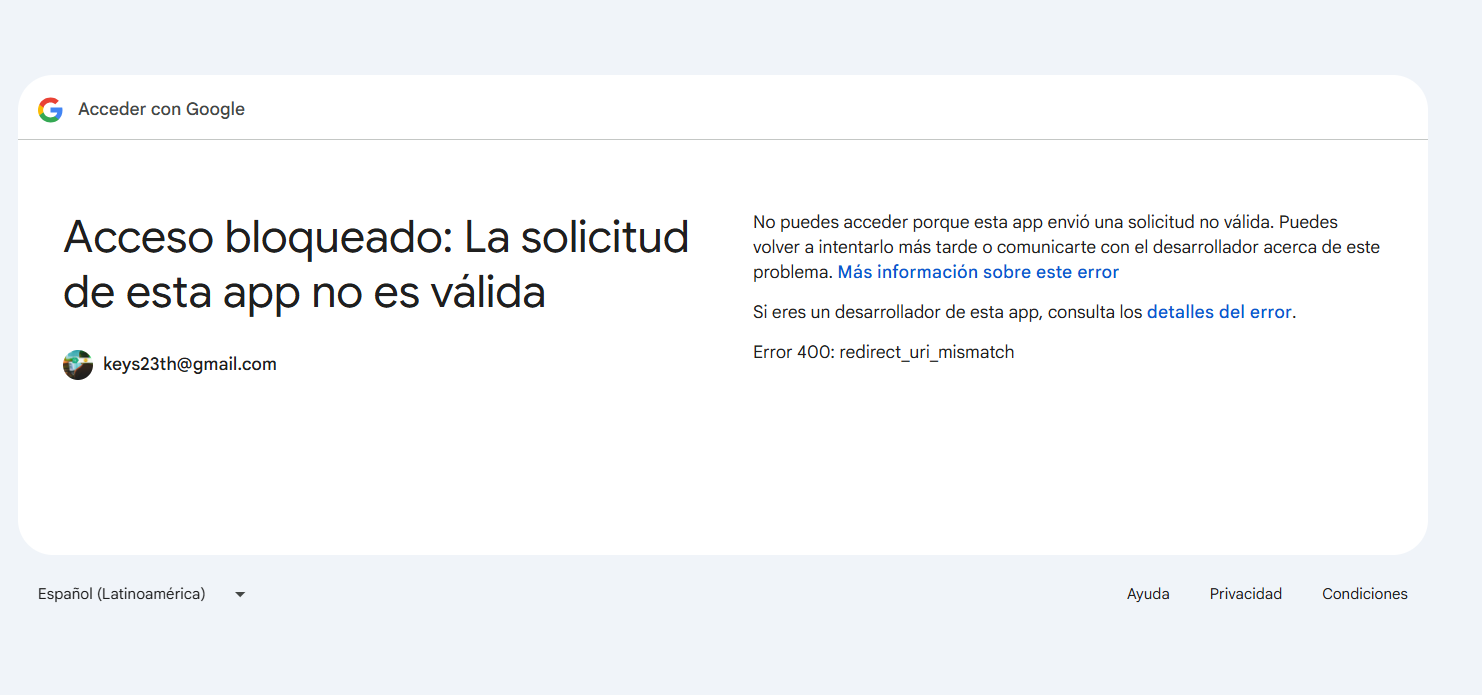 Acceder con Google
Acceso bloqueado: La solicitud
de esta app no es válida
keys23th@gmail.com
No puedes acceder porque esta app envió una solicitud no válida. Puedes
volver a intentarlo más tarde o comunicarte con el desarrollador acerca de este
problema. Más información sobre este error
Si eres un desarrollador de esta app, consulta los detalles del error.
Error 400: redirect_uri_mismatch
Español (Latinoamérica)
Ayuda Privacidad Condiciones